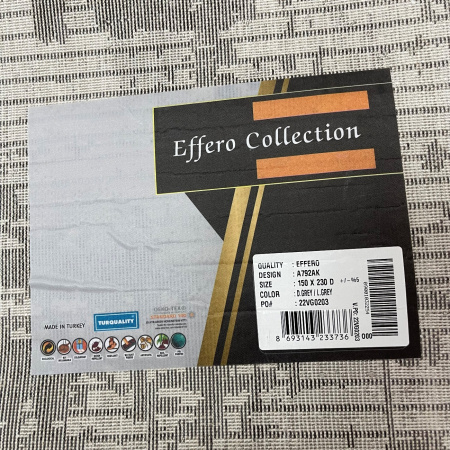 Effero Collection
QUALITY : EFFERO
DESIGN : A792AK
SIZE : 150 X 230 D +/-%5
COLOR : D.GREY / L.GREY
PO# : 22VG0203
8 693143 233736
000
MADE IN TURKEY
TURQUALITY